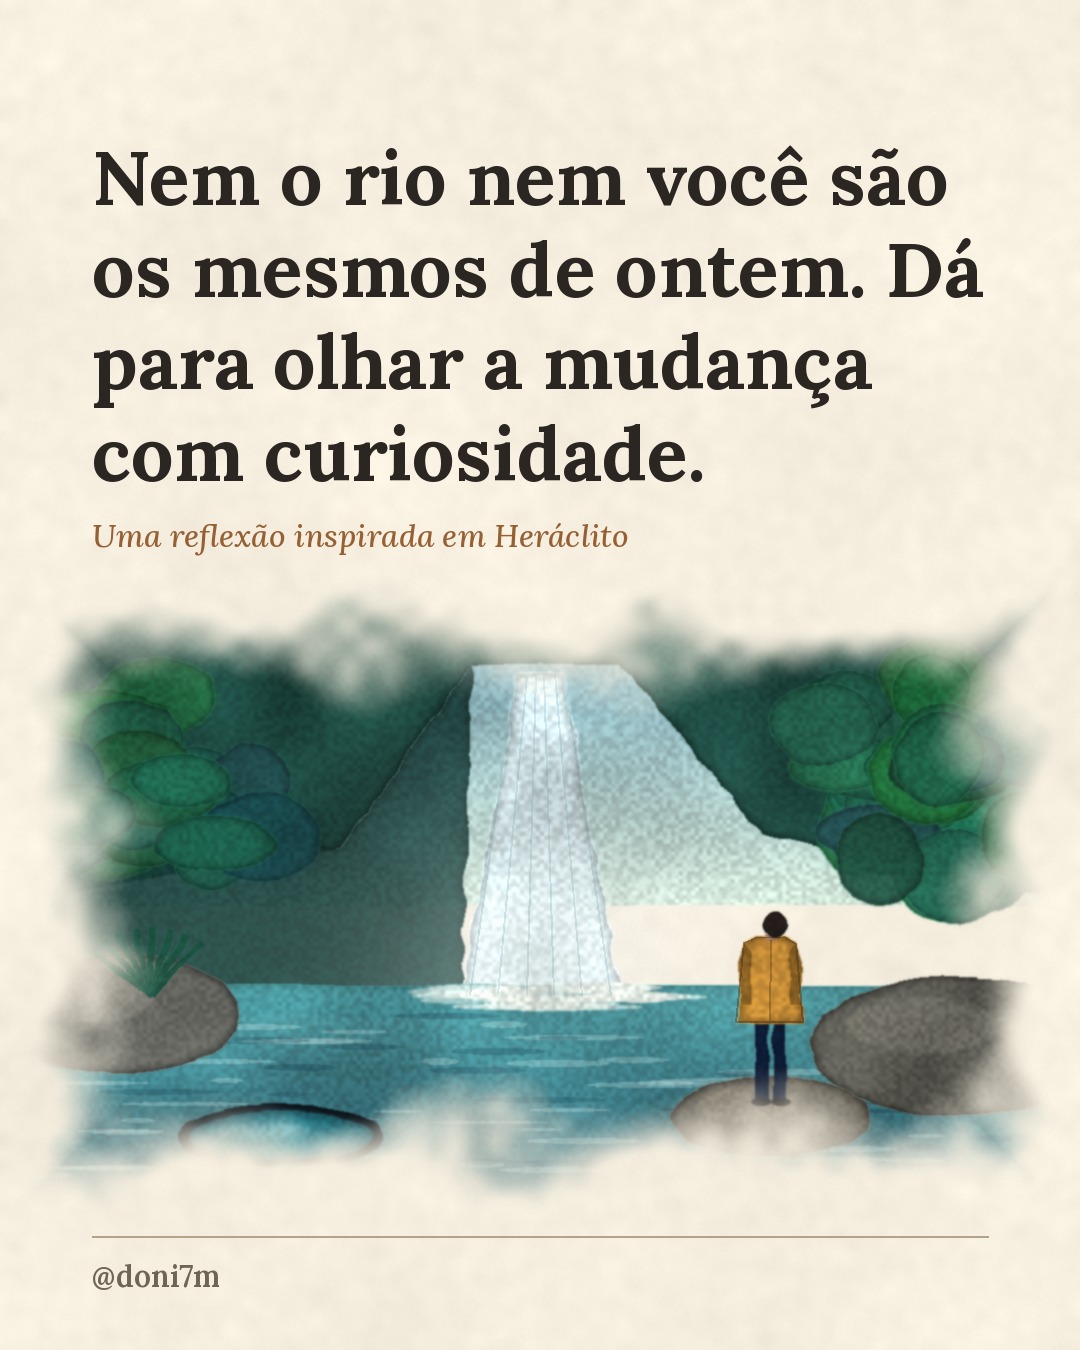 Nem o rio nem você são
os mesmos de ontem. Dá
para olhar a mudança
com curiosidade.
Uma reflexão inspirada em Heráclito
@doni7m